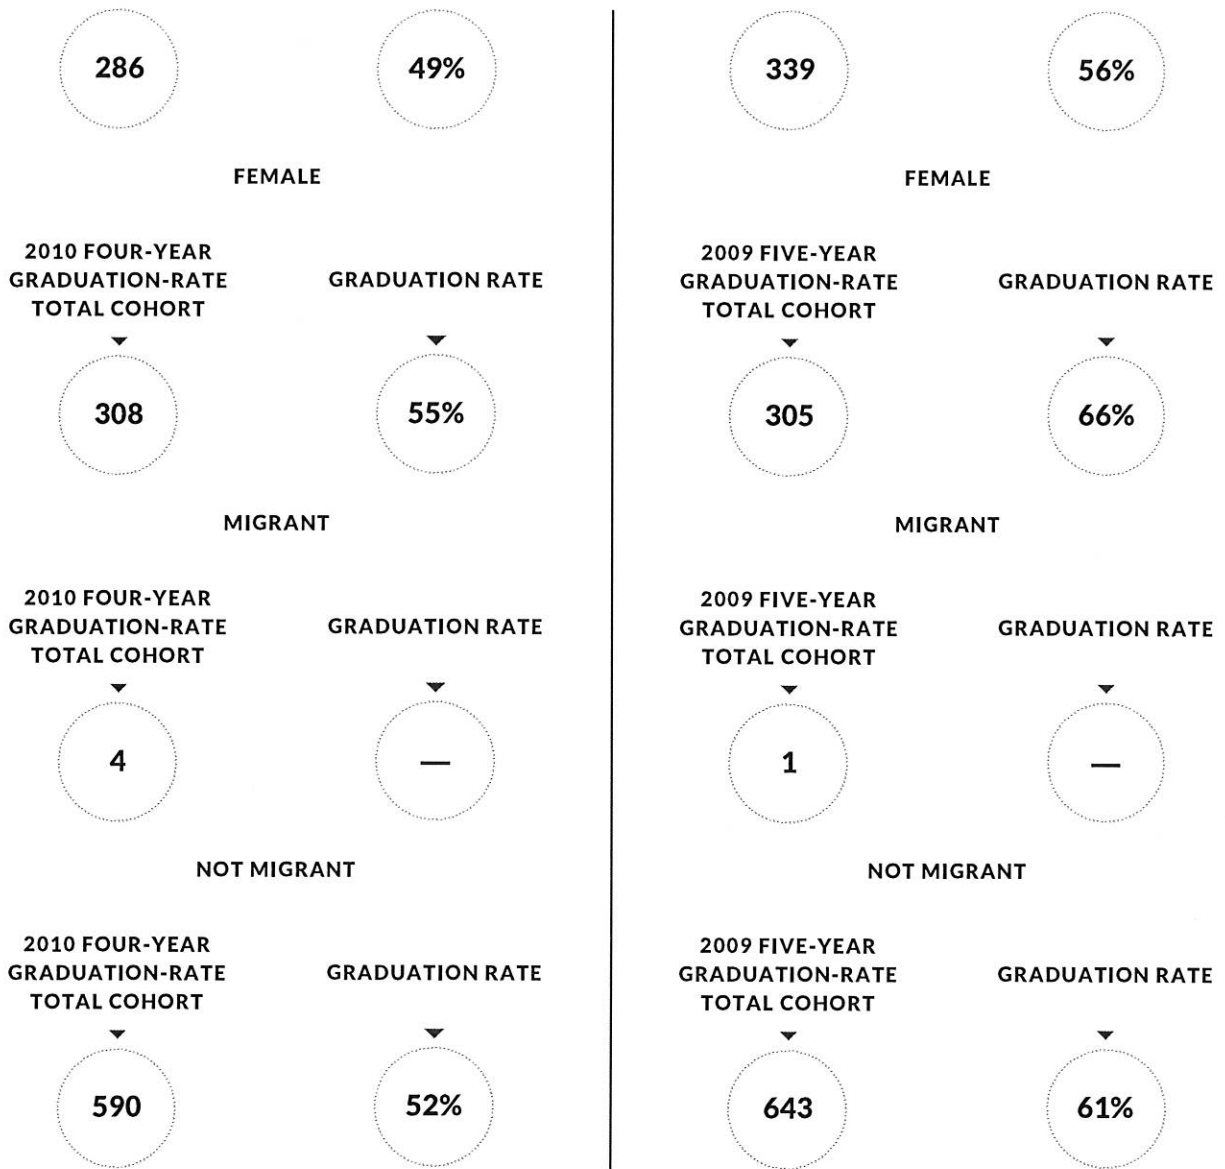 286
49%
FEMALE
2010 FOUR-YEAR
GRADUATION-RATE
TOTAL COHORT
GRADUATION RATE
308
55%
MIGRANT
2010 FOUR-YEAR
GRADUATION-RATE
TOTAL COHORT
GRADUATION RATE
4
—
NOT MIGRANT
2010 FOUR-YEAR
GRADUATION-RATE
TOTAL COHORT
GRADUATION RATE
590
52%
339
56%
FEMALE
2009 FIVE-YEAR
GRADUATION-RATE
TOTAL COHORT
GRADUATION RATE
305
66%
MIGRANT
2009 FIVE-YEAR
GRADUATION-RATE
TOTAL COHORT
GRADUATION RATE
1
—
NOT MIGRANT
2009 FIVE-YEAR
GRADUATION-RATE
TOTAL COHORT
GRADUATION RATE
643
61%